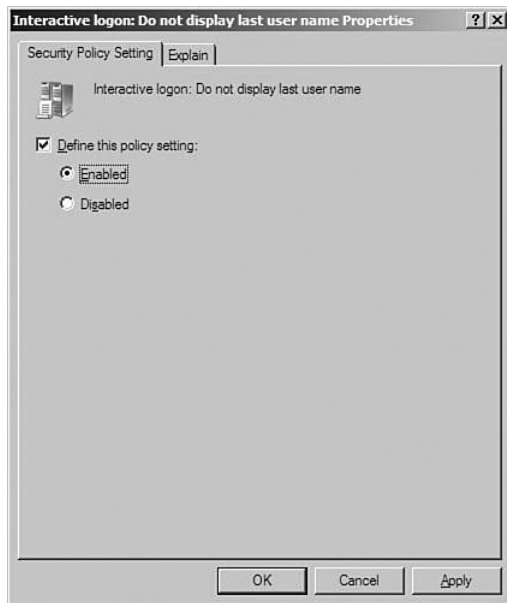 Interactive logon: Do not display last user name Properties
Security Policy Setting
Explain
Interactive logon: Do not display last user name
Define this policy setting:
Enabled
Disabled
OK
Cancel
Apply